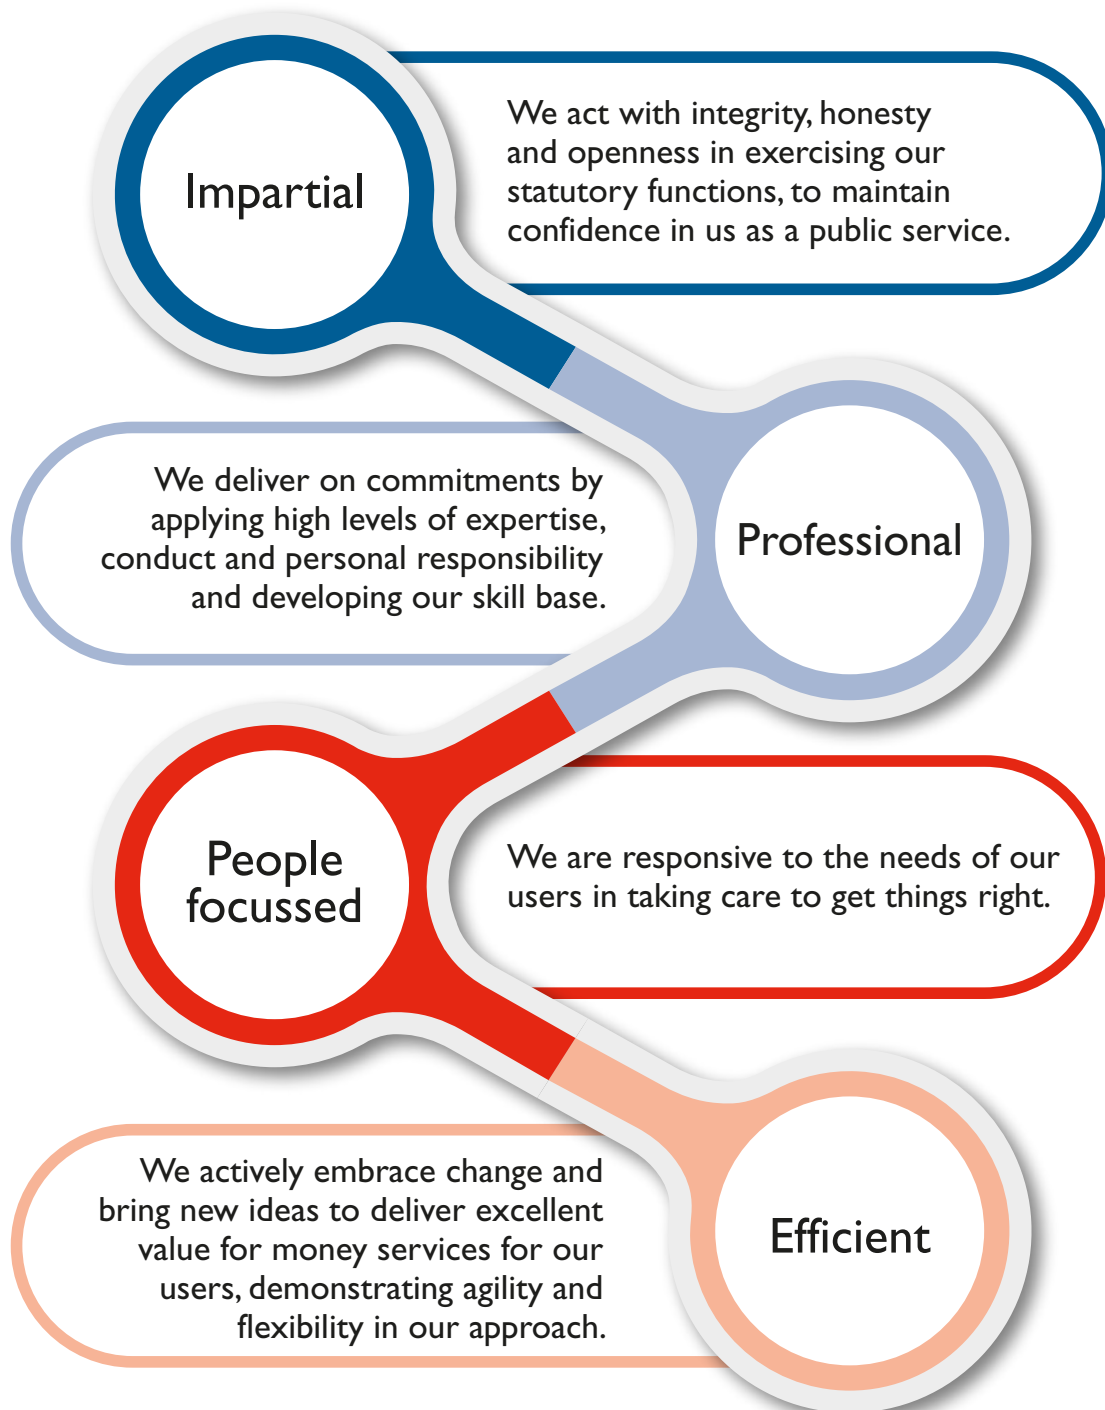 Impartial
We act with integrity, honesty
and openness in exercising our
statutory functions, to maintain
confidence in us as a public service.
We deliver on commitments by
applying high levels of expertise,
conduct and personal responsibility
and developing our skill base.
Professional
People
focussed
We are responsive to the needs of our
users in taking care to get things right.
We actively embrace change and
bring new ideas to deliver excellent
value for money services for our
users, demonstrating agility and
flexibility in our approach.
Efficient